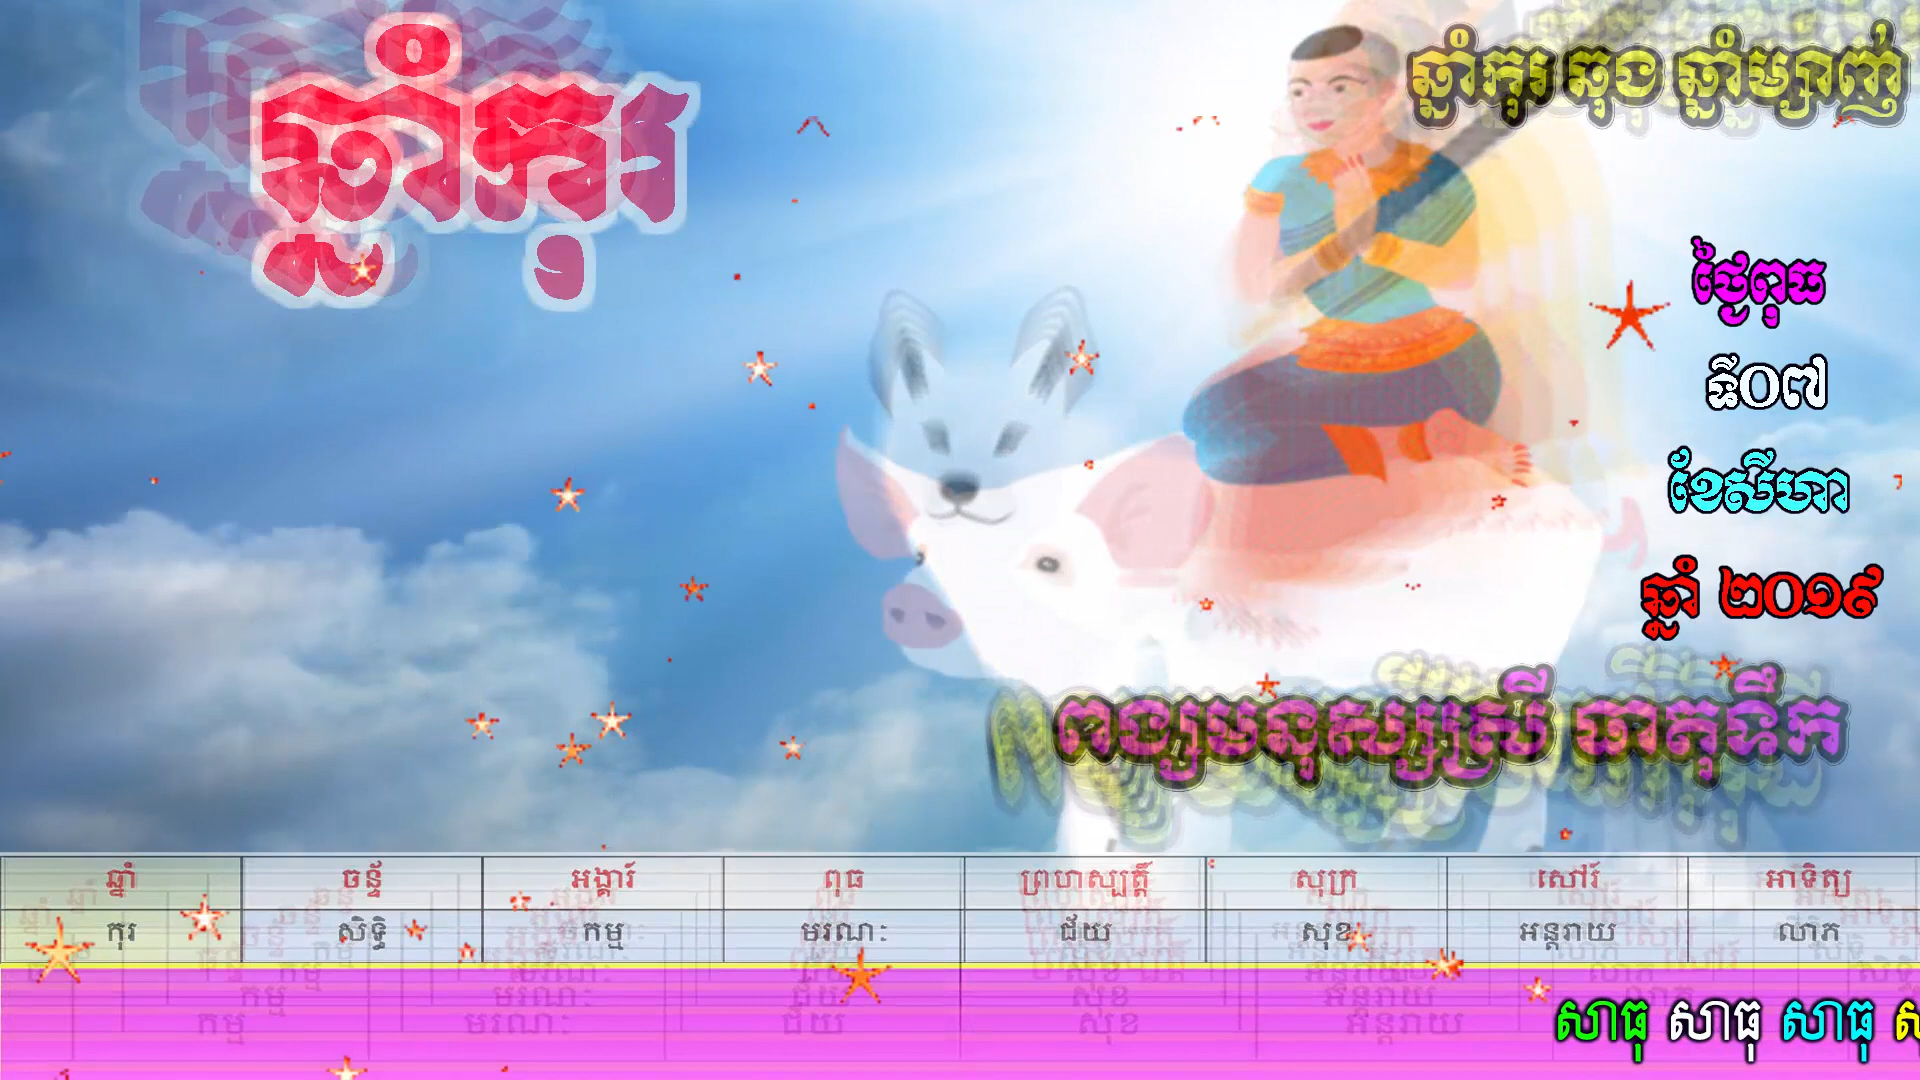 ឆ្នាំកុរ
ឆ្នាំកុរ ឆុង ឆ្នាំម្សាញ់
ថ្ងៃពុធ
ទី០៧
ខែសីហា
ឆ្នាំ ២០១៩
ពង្សមនុស្សស្រី ធាតុទឹក
ឆ្នាំ ចន្ទ័ អង្គារ៍ ពុធ ព្រហស្បត្តិ៍ សុក្រ សៅរ៍ អាទិត្យ
កុរ សិទ្ធិ កម្ម មរណៈ ជ័យ សុខ អន្តរាយ លាភ
សាធុ សាធុ សាធុ